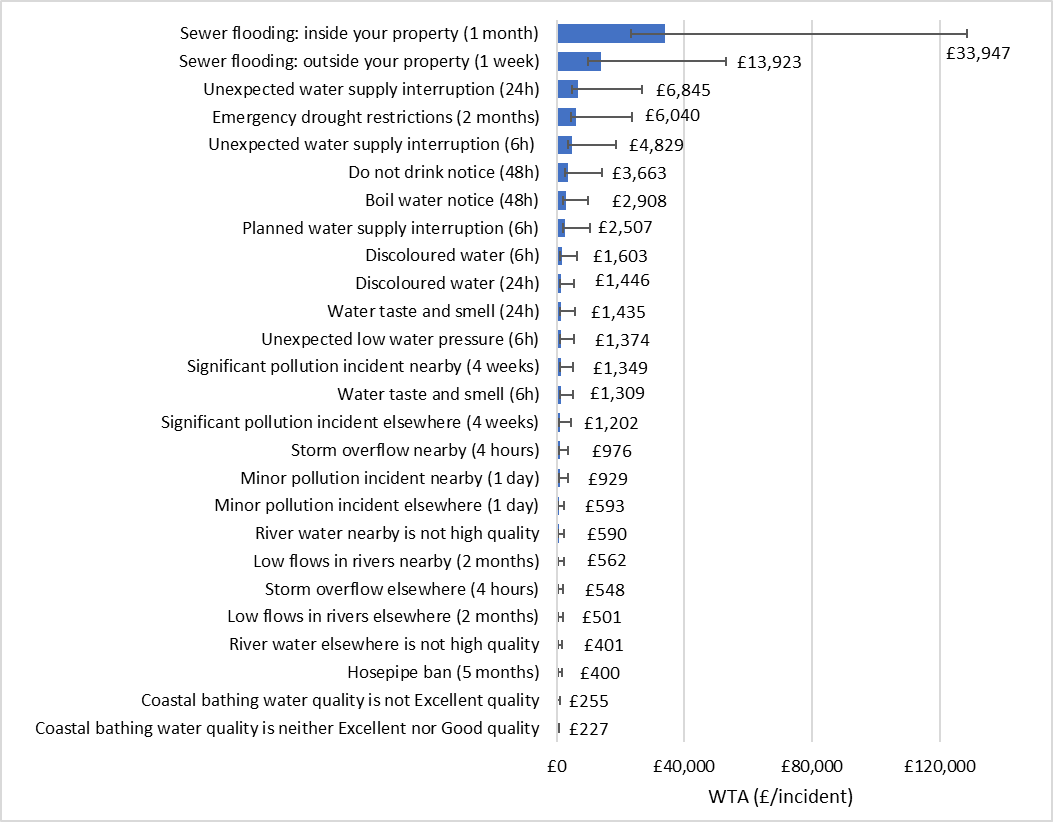 Sewer flooding: inside your property (1 month) £33,947
Sewer flooding: outside your property (1 week) £13,923
Unexpected water supply interruption (24h) £6,845
Emergency drought restrictions (2 months) £6,040
Unexpected water supply interruption (6h) £4,829
Do not drink notice (48h) £3,663
Boil water notice (48h) £2,908
Planned water supply interruption (6h) £2,507
Discoloured water (6h) £1,603
Discoloured water (24h) £1,446
Water taste and smell (24h) £1,435
Unexpected low water pressure (6h) £1,374
Significant pollution incident nearby (4 weeks) £1,349
Water taste and smell (6h) £1,309
Significant pollution incident elsewhere (4 weeks) £1,202
Storm overflow nearby (4 hours) £976
Minor pollution incident nearby (1 day) £929
Minor pollution incident elsewhere (1 day) £593
River water nearby is not high quality £590
Low flows in rivers nearby (2 months) £562
Storm overflow elsewhere (4 hours) £548
Low flows in rivers elsewhere (2 months) £501
River water elsewhere is not high quality £401
Hosepipe ban (5 months) £400
Coastal bathing water quality is not Excellent quality £255
Coastal bathing water quality is neither Excellent nor Good quality £227
£0 £40,000 £80,000 £120,000
WTA (£/incident)